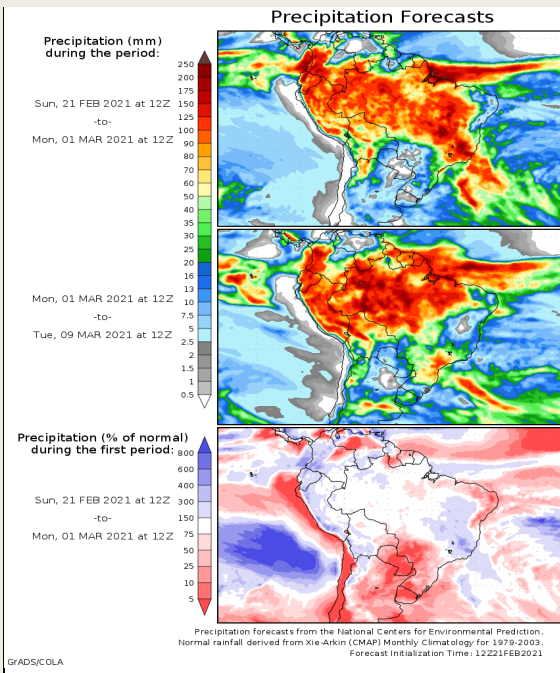 Precipitation Forecasts
Precipitation (mm)
during the period:
250
200
175
150
125
100
90
80
70
60
50
40
35
30
25
20
16
13
10
7.5
5
2.5
2
1.5
1
0.5
Sun, 21 FEB 2021 at 12Z
-to-
Mon, 01 MAR 2021 at 12Z
Mon, 01 MAR 2021 at 12Z
-to-
Tue, 09 MAR 2021 at 12Z
Precipitation (% of normal)
during the first period:
800
600
400
300
150
75
50
25
10
5
Sun, 21 FEB 2021 at 12Z
-to-
Mon, 01 MAR 2021 at 12Z
Precipitation forecasts from the National Centers for Environmental Prediction.
Normal rainfall derived from Xie-Arkin (CMAP) Monthly Climatology for 1979-2003.
Forecast Initialization Time: 12Z21FEB2021
GrADS/COLA